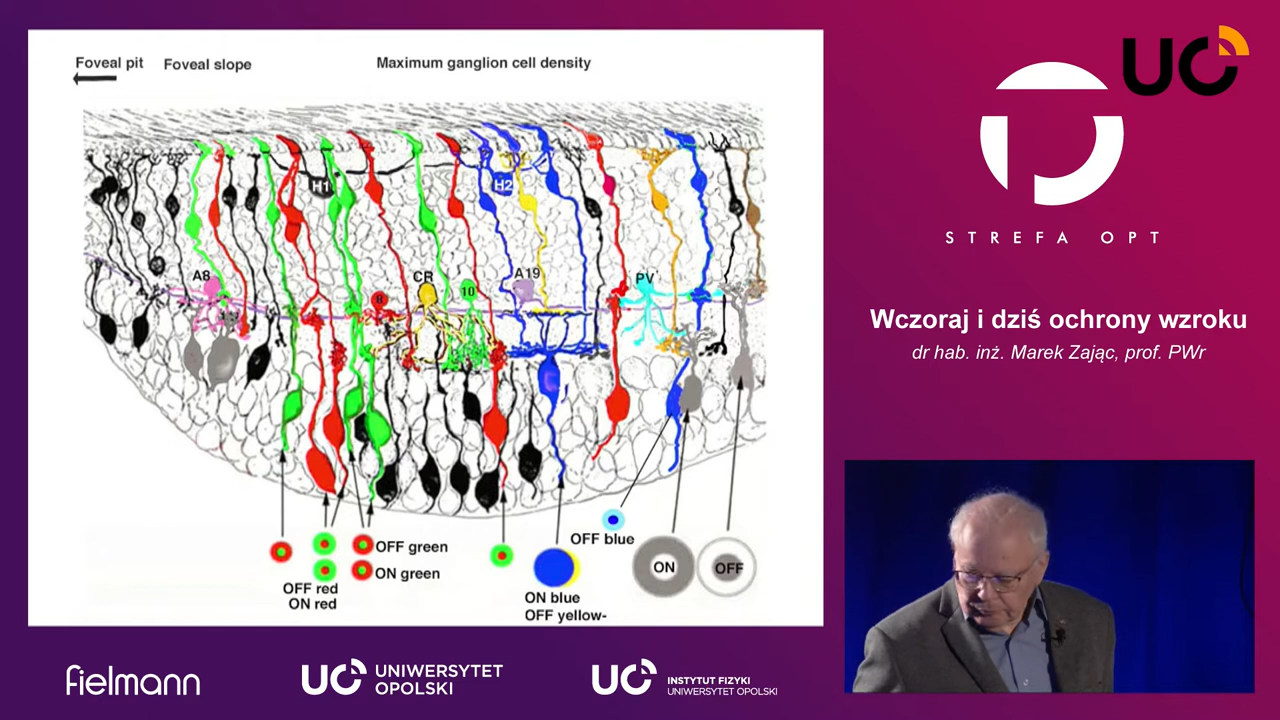 Foveal pit
Foveal slope
Maximum ganglion cell density
H1
H2
A8
8
CR
10
A19
PV
OFF red
ON red
OFF green
ON green
ON blue
OFF yellow-
OFF blue
ON
OFF
UO
STREFA OPT
Wczoraj i dziś ochrony wzroku
dr hab. inż. Marek Zając, prof. PWr
fielmann
UO UNIWERSYTET
OPOLSKI
UO INSTYTUT FIZYKI
UNIWERSYTET OPOLSKI